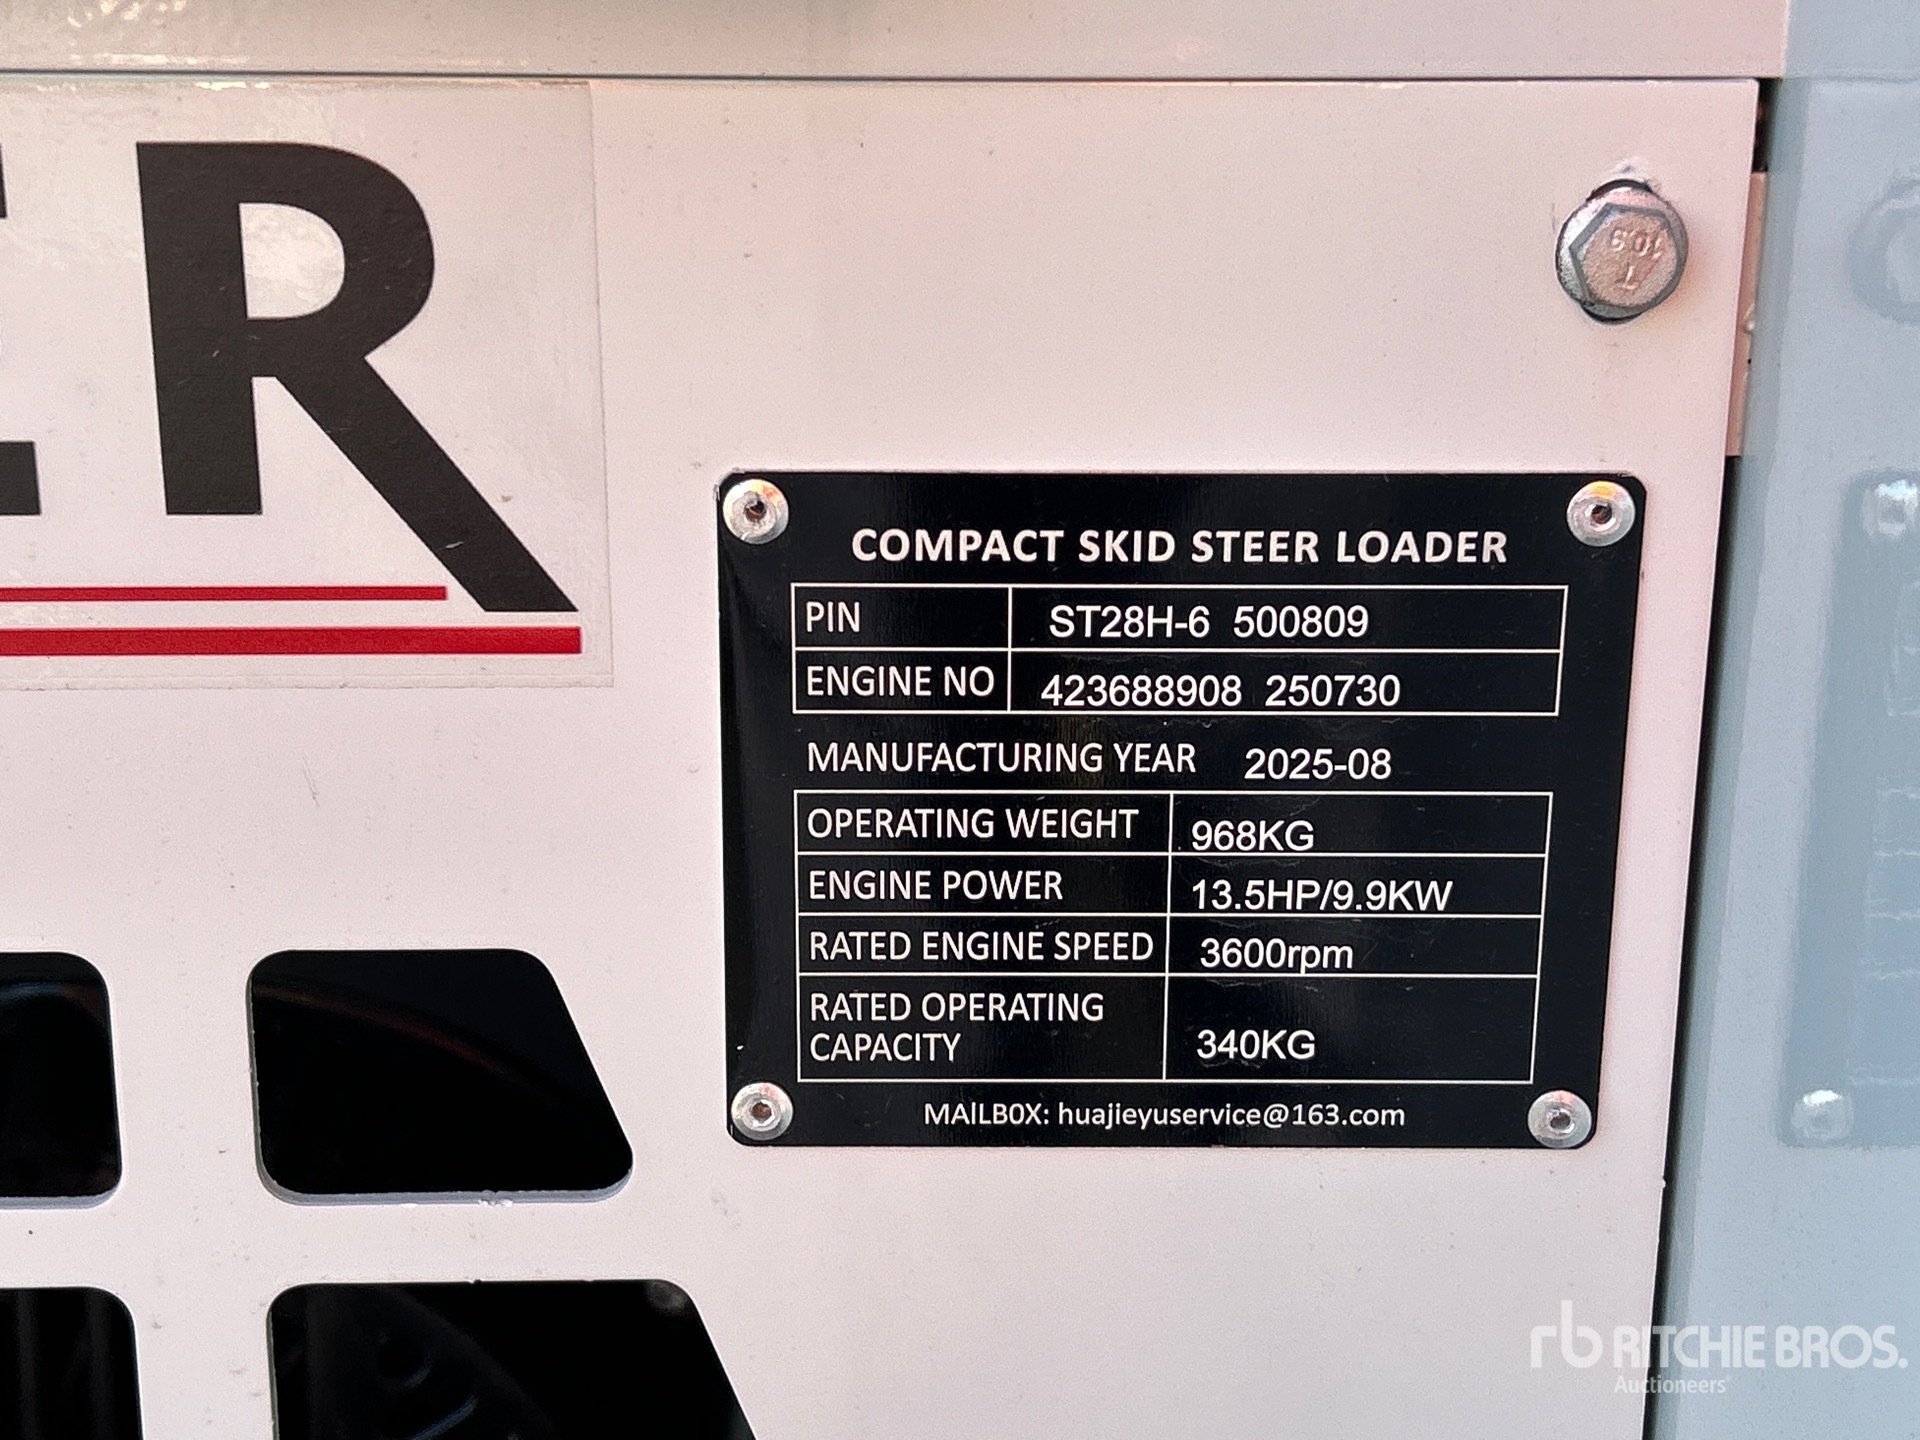 ER
COMPACT SKID STEER LOADER
PIN ST28H-6 500809
ENGINE NO 423688908 250730
MANUFACTURING YEAR 2025-08
OPERATING WEIGHT 968KG
ENGINE POWER 13.5HP/9.9KW
RATED ENGINE SPEED 3600rpm
RATED OPERATING
CAPACITY 340KG
MAILBOX: huajieyuservice@163.com
rb RITCHIE BROS.
Auctioneers